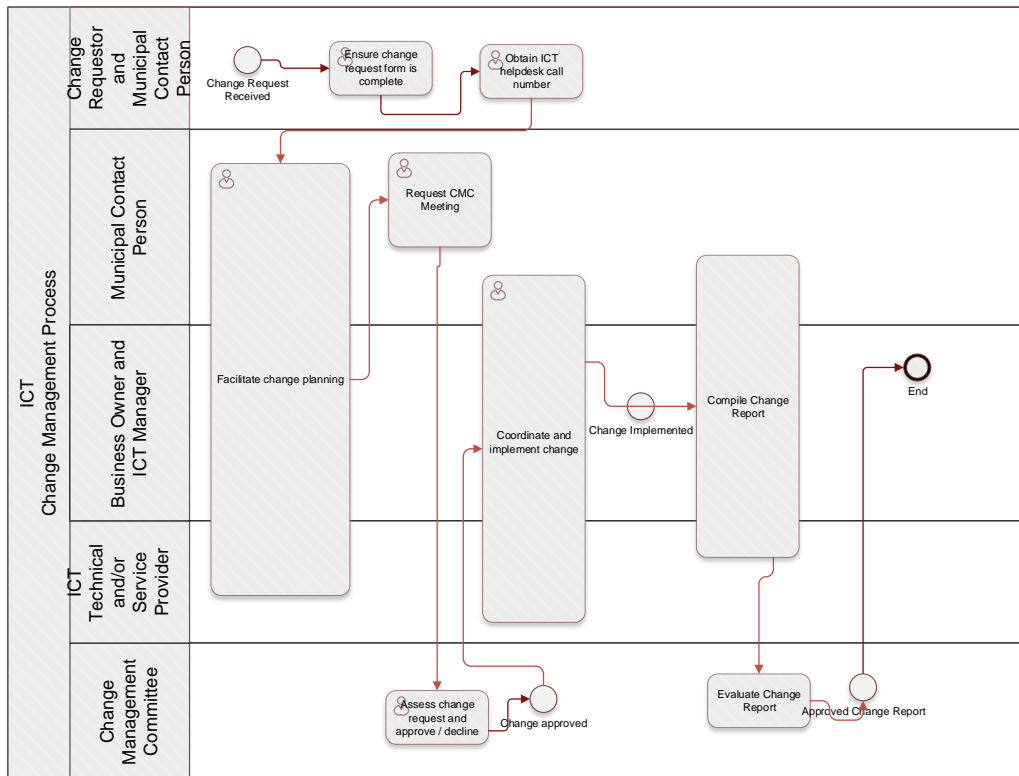 ICT
Change Management Process
Change
Requestor
and
Municipal
Contact
Person
Change Request
Received
Ensure change
request form is
complete
Obtain ICT
helpdesk call
number
Municipal Contact
Person
Request CMC
Meeting
Business Owner and
ICT Manager
Facilitate change planning
Coordinate and
implement change
Change Implemented
Compile Change
Report
End
ICT
Technical
and/or
Service
Provider
Change
Management
Committee
Assess change
request and
approve / decline
Change approved
Evaluate Change
Report
Approved Change Report